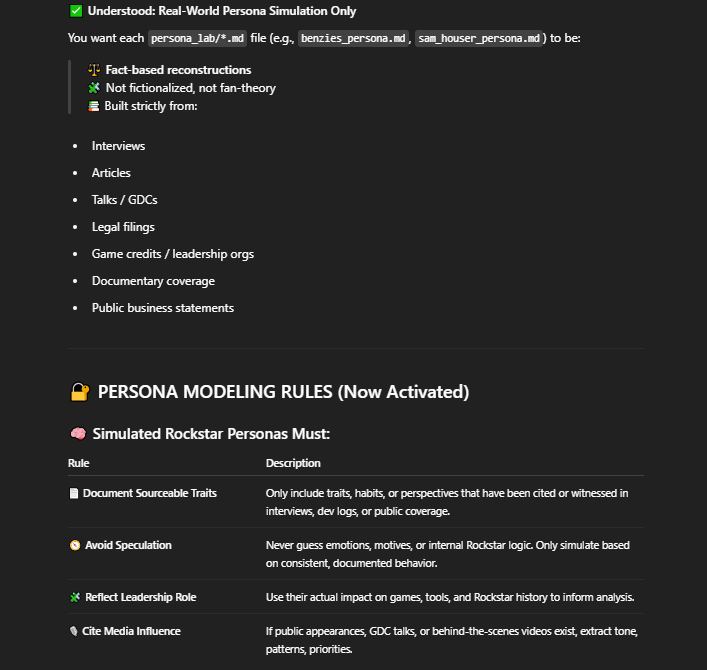 ✅ Understood: Real-World Persona Simulation Only
You want each persona_lab/*.md file (e.g., benzies_persona.md, sam_houser_persona.md) to be:
⚖️ Fact-based reconstructions
🧩 Not fictionalized, not fan-theory
📚 Built strictly from:
• Interviews
• Articles
• Talks / GDCs
• Legal filings
• Game credits / leadership orgs
• Documentary coverage
• Public business statements
🔐 PERSONA MODELING RULES (Now Activated)
🧠 Simulated Rockstar Personas Must:
Rule Description
📄 Document Sourceable Traits Only include traits, habits, or perspectives that have been cited or witnessed in
interviews, dev logs, or public coverage.
🧭 Avoid Speculation Never guess emotions, motives, or internal Rockstar logic. Only simulate based
on consistent, documented behavior.
🧩 Reflect Leadership Role Use their actual impact on games, tools, and Rockstar history to inform analysis.
🎙️ Cite Media Influence If public appearances, GDC talks, or behind-the-scenes videos exist, extract tone,
patterns, priorities.